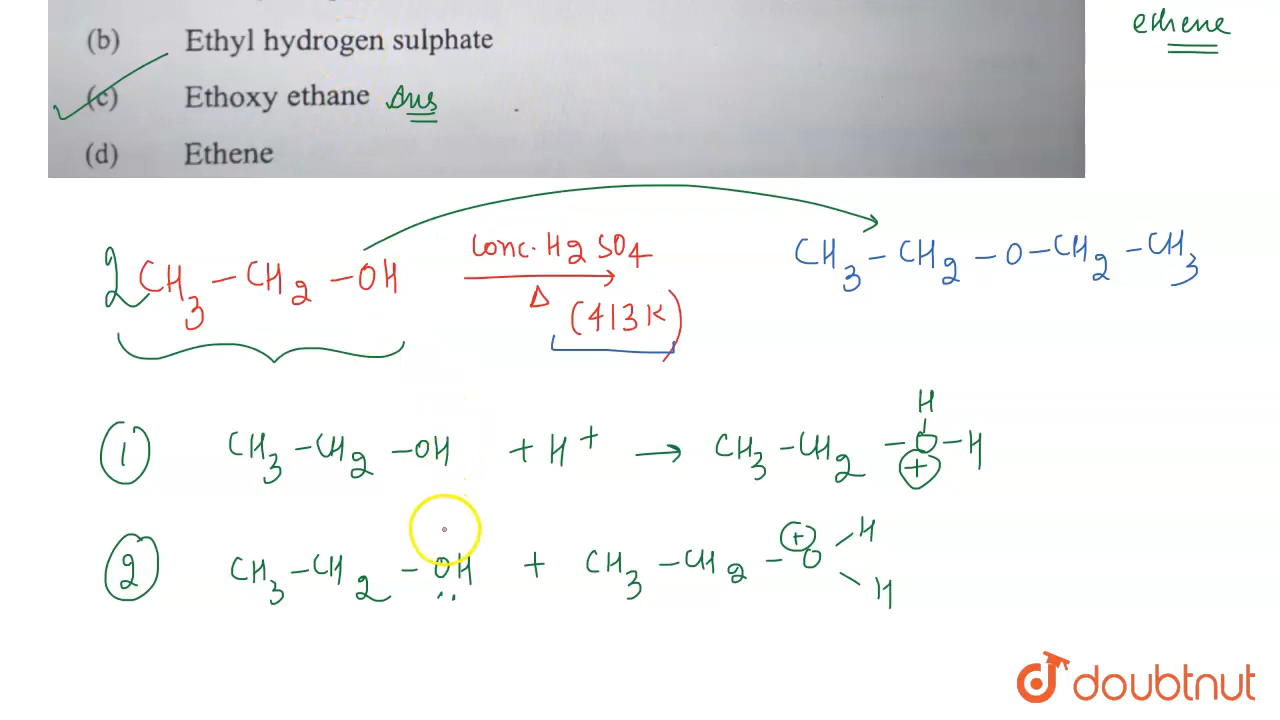 ethene
(b) Ethyl hydrogen sulphate
(c) Ethoxy ethane Ans
(d) Ethene
2CH3-CH2-OH Conc. H2SO4 Δ (413K) CH3-CH2-O-CH2-CH3
1 CH3-CH2-OH + H+ → CH3-CH2-O-H H +
2 CH3-CH2-OH + CH3-CH2-O + H H
doubtnut